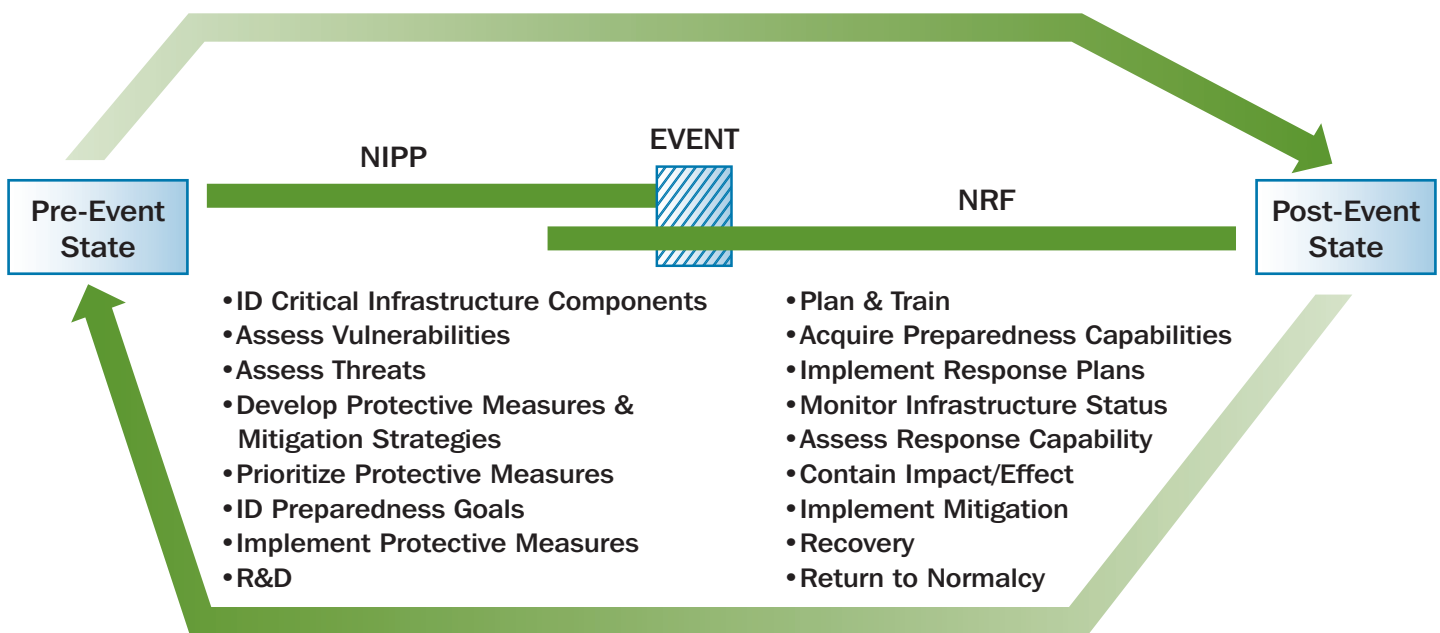 EVENT
NIPP
NRF
Pre-Event
State
Post-Event
State
•ID Critical Infrastructure Components
•Assess Vulnerabilities
•Assess Threats
•Develop Protective Measures &
Mitigation Strategies
•Prioritize Protective Measures
•ID Preparedness Goals
•Implement Protective Measures
•R&D
•Plan & Train
•Acquire Preparedness Capabilities
•Implement Response Plans
•Monitor Infrastructure Status
•Assess Response Capability
•Contain Impact/Effect
•Implement Mitigation
•Recovery
•Return to Normalcy